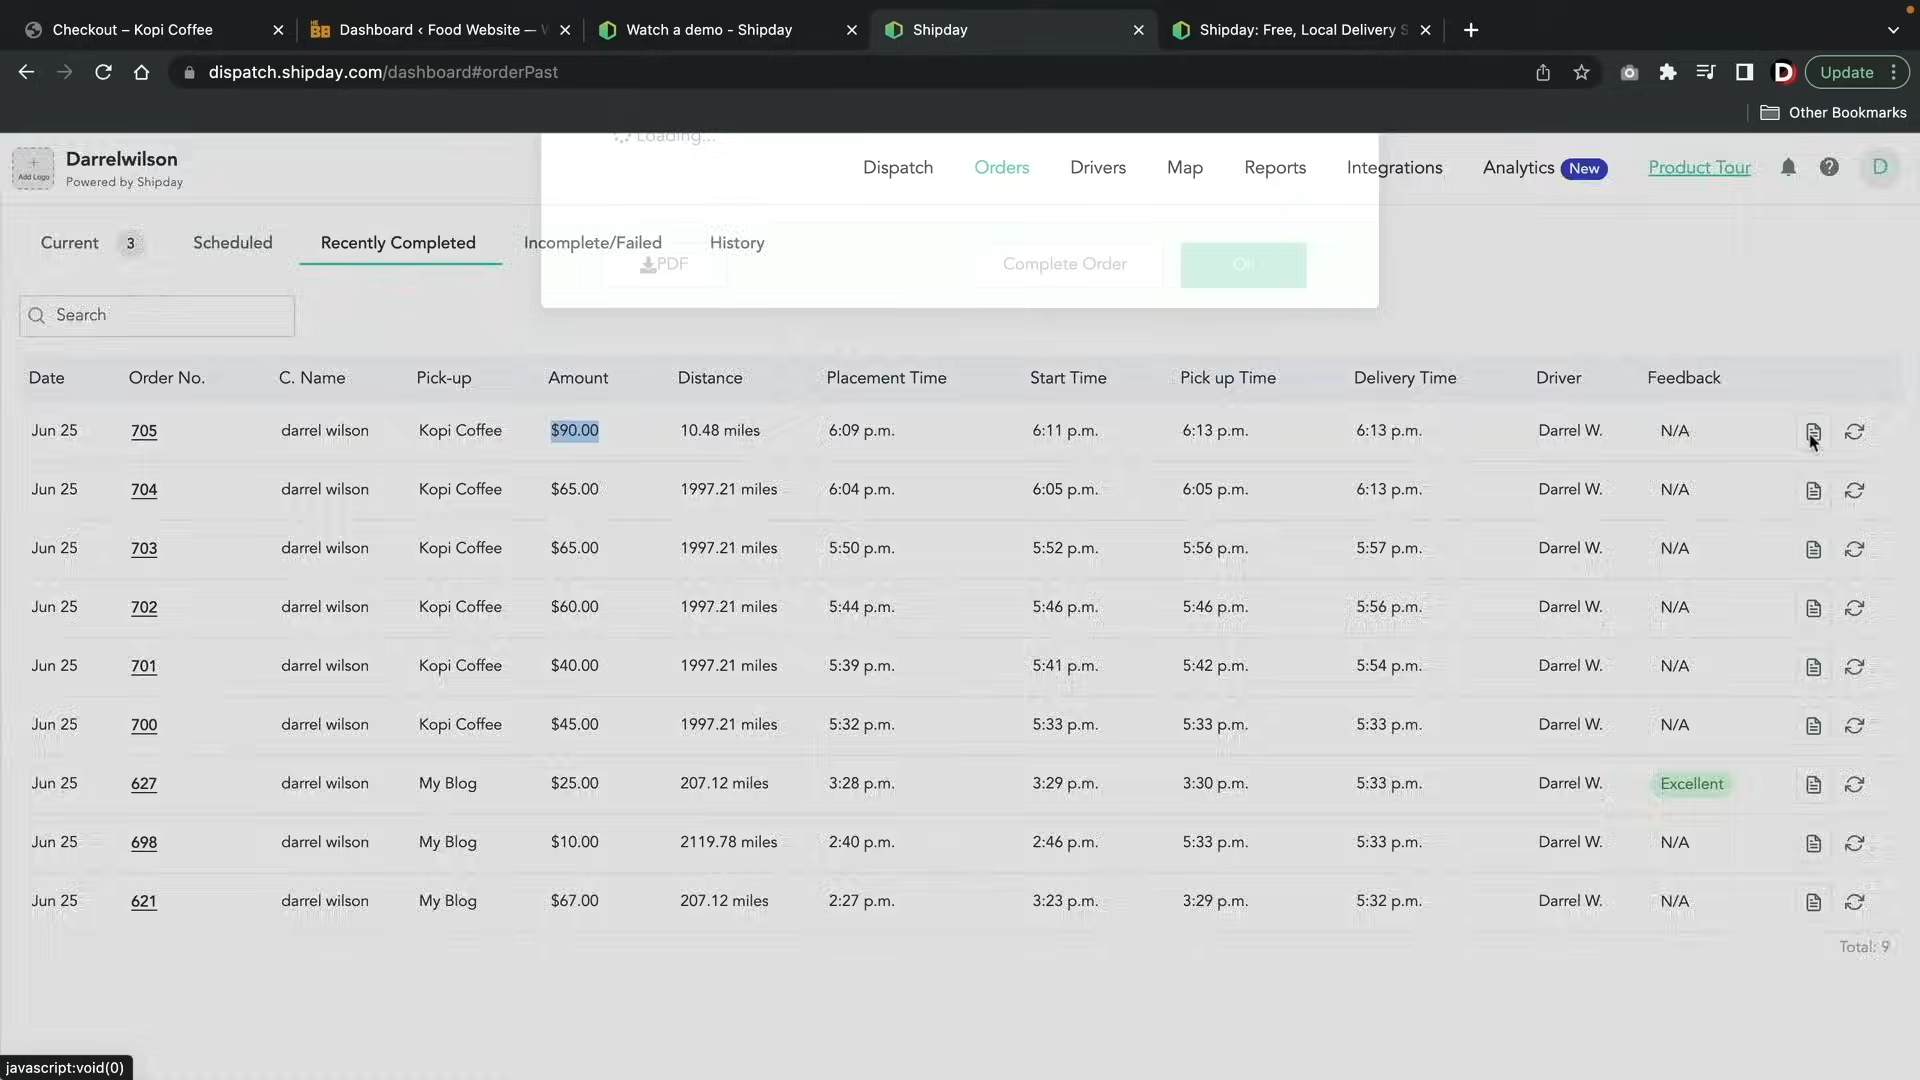 Checkout – Kopi Coffee
Dashboard ‹ Food Website —
Watch a demo - Shipday
Shipday
Shipday: Free, Local Delivery S
dispatch.shipday.com/dashboard#orderPast
Update
Other Bookmarks
Add Logo
Darrelwilson
Powered by Shipday
Loading...
Dispatch
Orders
Drivers
Map
Reports
Integrations
Analytics New
Product Tour
D
Current 3
Scheduled
Recently Completed
Incomplete/Failed
History
PDF
Complete Order
OK
Search
Date Order No. C. Name Pick-up Amount Distance Placement Time Start Time Pick up Time Delivery Time Driver Feedback
Jun 25 705 darrel wilson Kopi Coffee $90.00 10.48 miles 6:09 p.m. 6:11 p.m. 6:13 p.m. 6:13 p.m. Darrel W. N/A
Jun 25 704 darrel wilson Kopi Coffee $65.00 1997.21 miles 6:04 p.m. 6:05 p.m. 6:05 p.m. 6:13 p.m. Darrel W. N/A
Jun 25 703 darrel wilson Kopi Coffee $65.00 1997.21 miles 5:50 p.m. 5:52 p.m. 5:56 p.m. 5:57 p.m. Darrel W. N/A
Jun 25 702 darrel wilson Kopi Coffee $60.00 1997.21 miles 5:44 p.m. 5:46 p.m. 5:46 p.m. 5:56 p.m. Darrel W. N/A
Jun 25 701 darrel wilson Kopi Coffee $40.00 1997.21 miles 5:39 p.m. 5:41 p.m. 5:42 p.m. 5:54 p.m. Darrel W. N/A
Jun 25 700 darrel wilson Kopi Coffee $45.00 1997.21 miles 5:32 p.m. 5:33 p.m. 5:33 p.m. 5:33 p.m. Darrel W. N/A
Jun 25 627 darrel wilson My Blog $25.00 207.12 miles 3:28 p.m. 3:29 p.m. 3:30 p.m. 5:33 p.m. Darrel W. Excellent
Jun 25 698 darrel wilson My Blog $10.00 2119.78 miles 2:40 p.m. 2:46 p.m. 5:33 p.m. 5:33 p.m. Darrel W. N/A
Jun 25 621 darrel wilson My Blog $67.00 207.12 miles 2:27 p.m. 3:23 p.m. 3:29 p.m. 5:32 p.m. Darrel W. N/A
Total: 9
javascript:void(0)